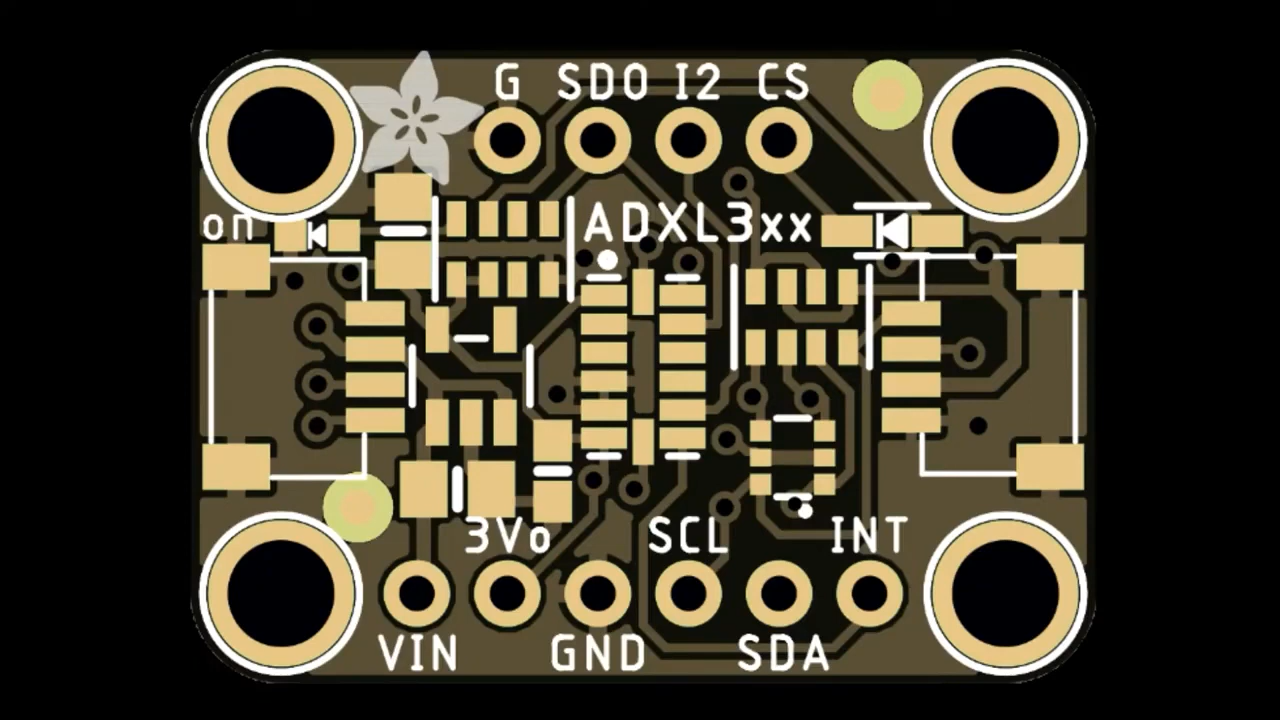 G SDO I2 CS
on
ADXL3xx
3Vo SCL INT
VIN GND SDA